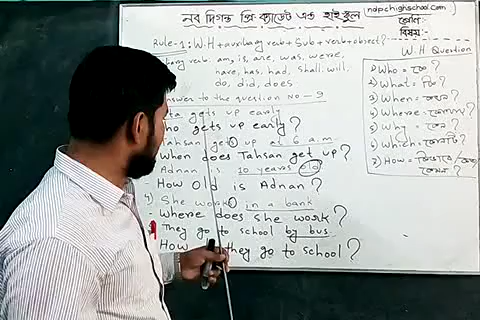 নব দিগন্ত প্রি-ক্যাডেট এন্ড হাই স্কুল
ndpchighschool.com
শ্রেণি:-
বিষয়:-
Rule-1: W.H + auxiliary verb + Sub + verb + object?
verb: am, is, are, was, were,
have, has, had, shall, will,
do, did, does
answer to the question no - 9
gets up early
Who gets up early?
Tahsan gets up at 6 a.m
When does Tahsan get up?
Adnan is 10 years old
- How old is Adnan?
4) She works in a bank
- Where does she work?
They go to school by bus
How they go to school?
W.H Question
1) Who = কে?
2) What = কি?
3) When = কখন?
4) Where = কোথায়?
5) Why = কেন?
6) Which = কোনটি?
7) How = কিভাবে/
কেমন?